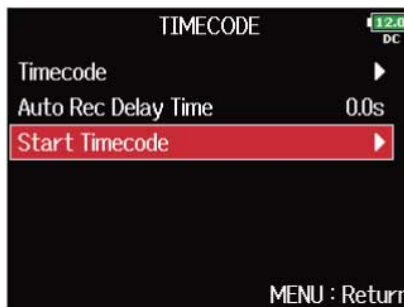 TIMECODE
12.0
DC
Timecode
Auto Rec Delay Time 0.0s
Start Timecode
MENU : Return